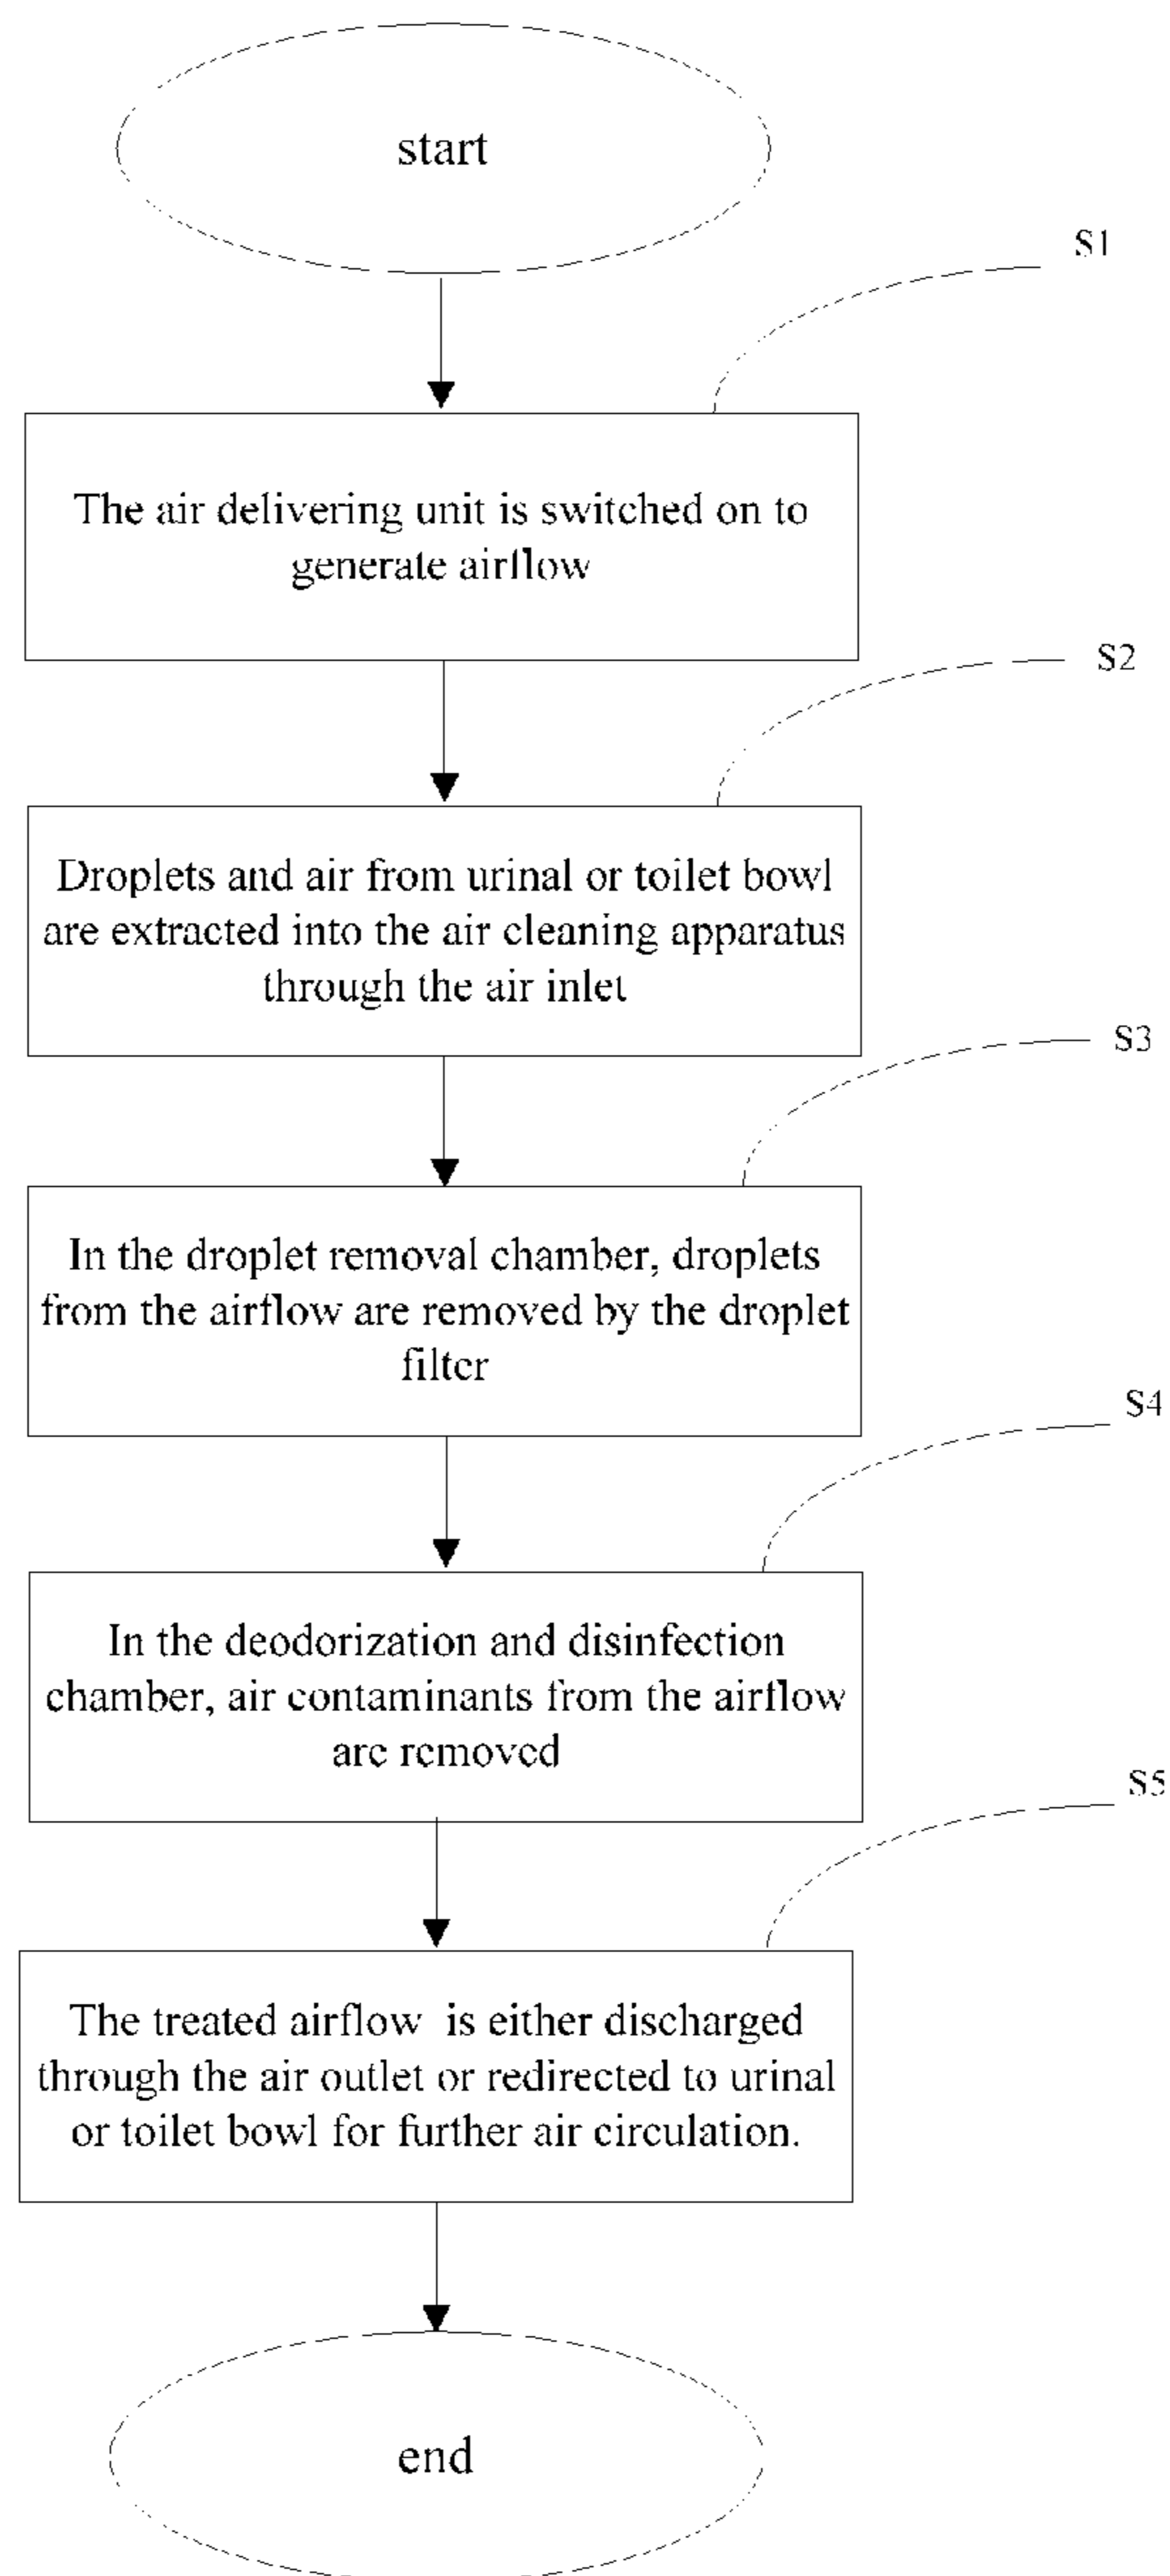 start
S1
The air delivering unit is switched on to
generate airflow
S2
Droplets and air from urinal or toilet bowl
are extracted into the air cleaning apparatus
through the air inlet
S3
In the droplet removal chamber, droplets
from the airflow are removed by the droplet
filter
S4
In the deodorization and disinfection
chamber, air contaminants from the airflow
are removed
S5
The treated airflow is either discharged
through the air outlet or redirected to urinal
or toilet bowl for further air circulation.
end